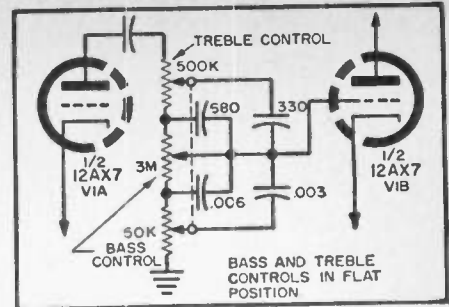 TREBLE CONTROL
500K
580
330
1/2
12AX7
V1A
3M
.006
.003
1/2
12AX7
V1B
50K
BASS
CONTROL
BASS AND TREBLE
CONTROLS IN FLAT
POSITION